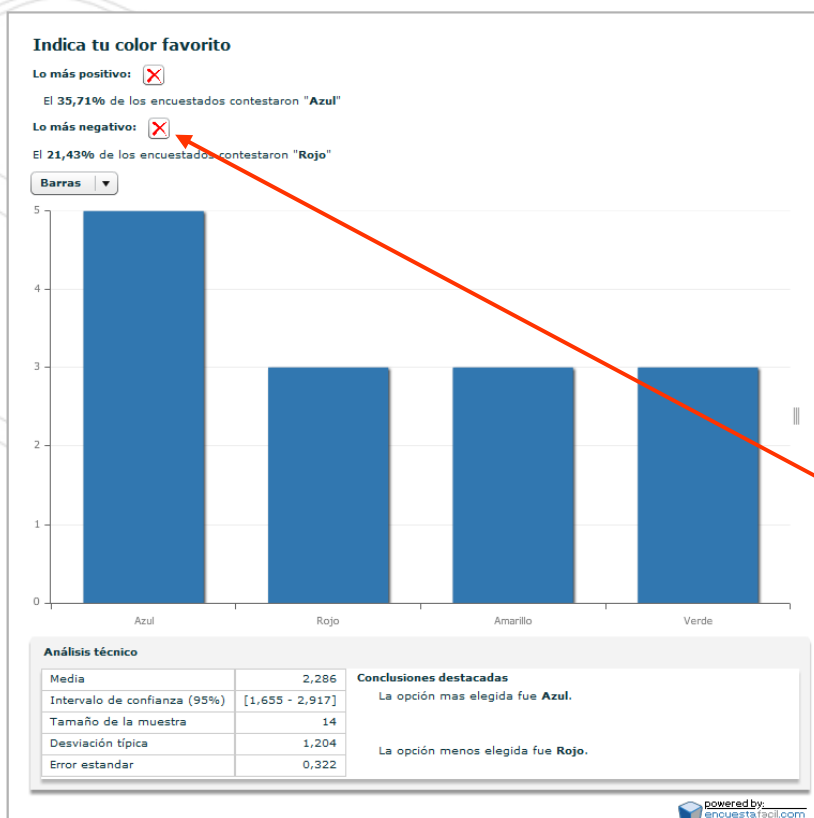 Indica tu color favorito
Lo más positivo:
El 35,71% de los encuestados contestaron "Azul"
Lo más negativo:
El 21,43% de los encuestados contestaron "Rojo"
Barras
5
4
3
2
1
0
Azul Rojo Amarillo Verde
Análisis técnico
Media 2,286
Intervalo de confianza (95%) [1,655 - 2,917]
Tamaño de la muestra 14
Desviación típica 1,204
Error estandar 0,322
Conclusiones destacadas
La opción mas elegida fue Azul.
La opción menos elegida fue Rojo.
powered by:
encuestafacil.com